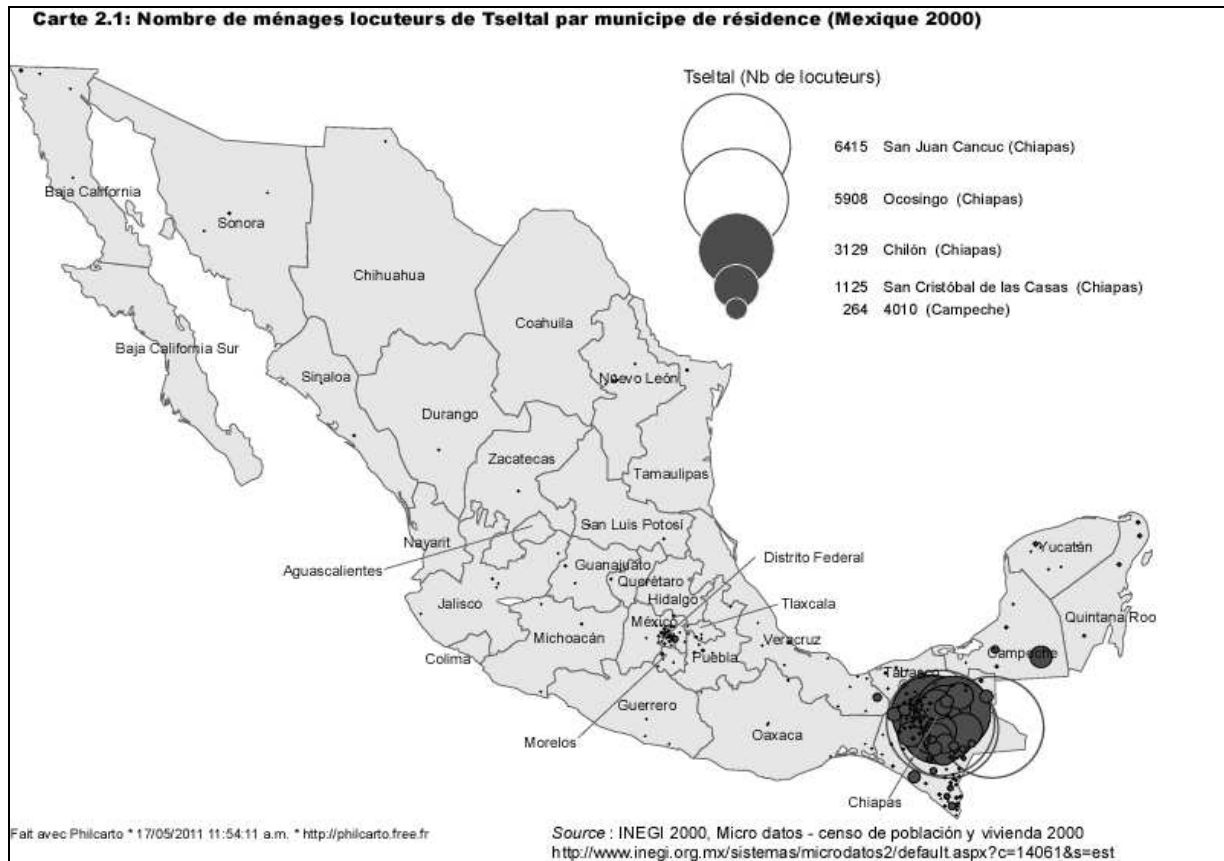 Carte 2.1: Nombre de ménages locuteurs de Tseltal par municipe de résidence (Mexique 2000)
Tseltal (Nb de locuteurs)
6415 San Juan Cancuc (Chiapas)
5908 Ocosingo (Chiapas)
3129 Chilón (Chiapas)
1125 San Cristóbal de las Casas (Chiapas)
264 4010 (Campeche)
Baja California
Sonora
Chihuahua
Coahuila
Baja California Sur
Sinaloa
Nuevo León
Durango
Zacatecas
Tamaulipas
San Luis Potosí
Nayarit
Aguascalientes
Guanajuato
Querétaro
Hidalgo
Distrito Federal
Tlaxcala
Yucatán
Quintana Roo
Jalisco
México
Michoacán
Veracruz
Colima
Puebla
Campeche
Tabasco
Guerrero
Morelos
Oaxaca
Chiapas
Fait avec Philcarto * 17/05/2011 11:54:11 a.m. * http://philcarto.free.fr
Source : INEGI 2000, Micro datos - censo de población y vivienda 2000
http://www.inegi.org.mx/sistemas/microdatos2/default.aspx?c=14061&s=est